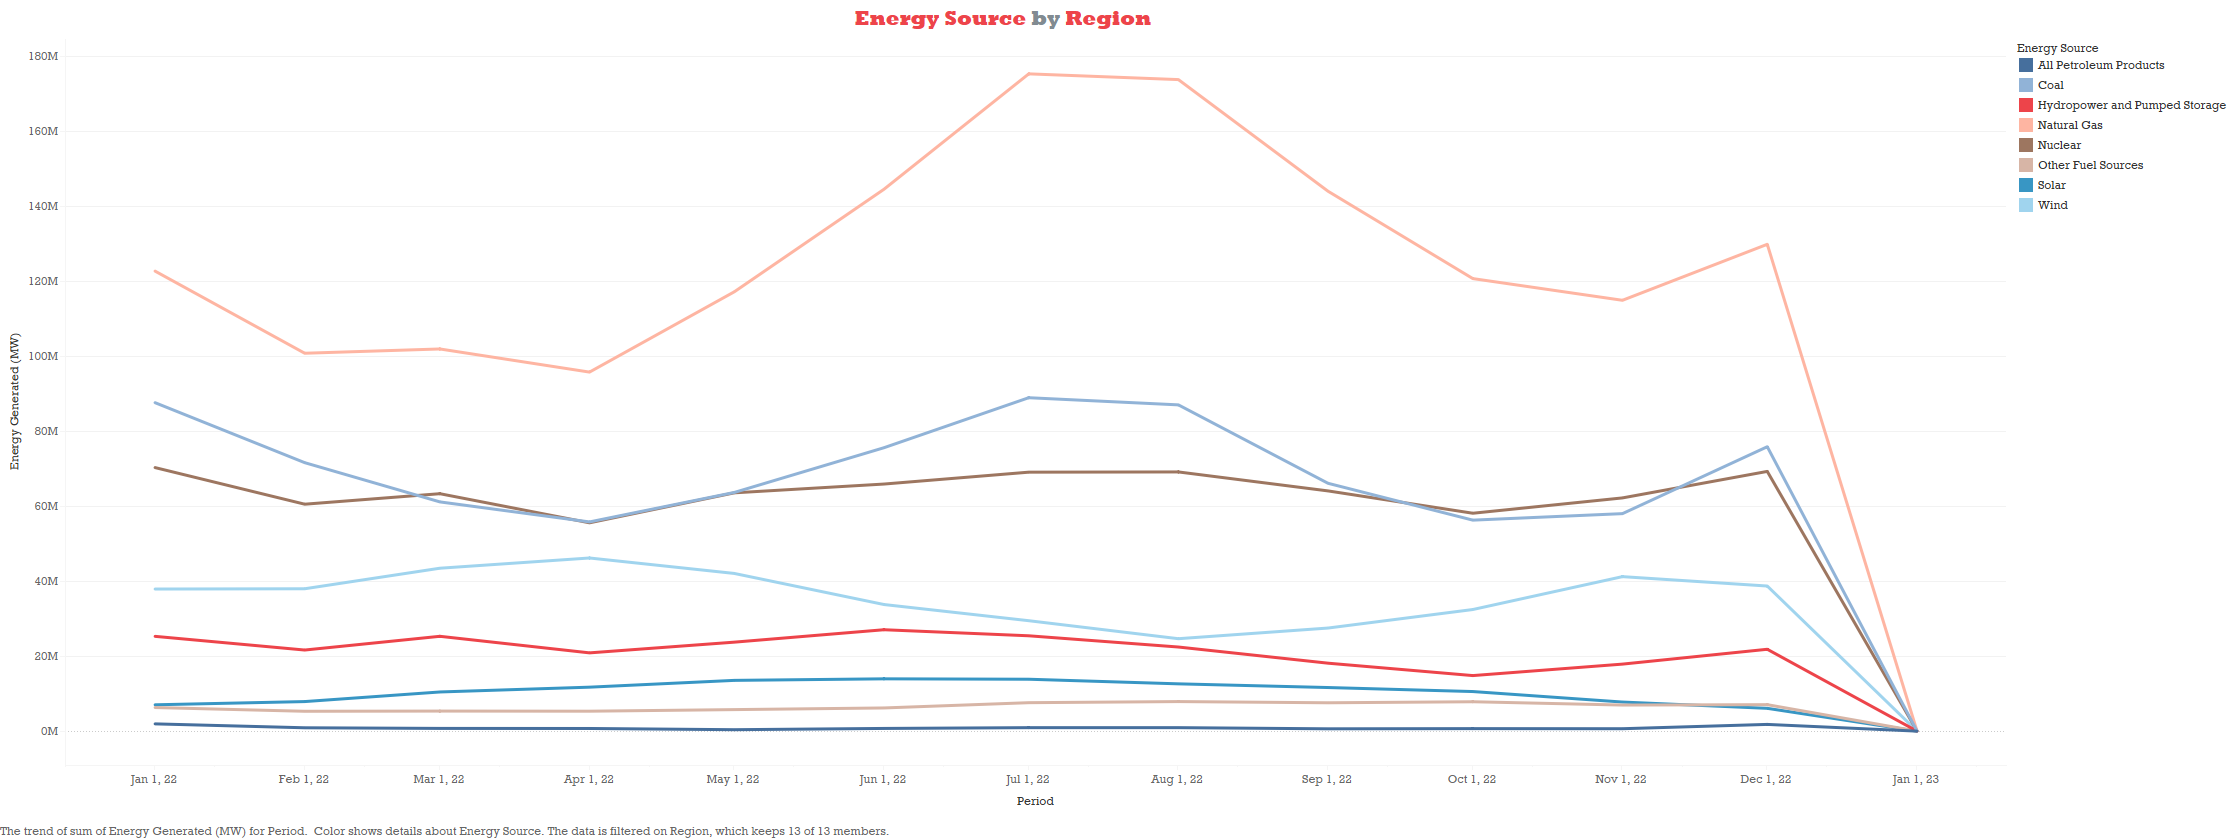 Energy Source by Region
180M
160M
140M
120M
100M
80M
60M
40M
20M
0M
Energy Generated (MW)
Jan 1, 22
Feb 1, 22
Mar 1, 22
Apr 1, 22
May 1, 22
Jun 1, 22
Jul 1, 22
Aug 1, 22
Sep 1, 22
Oct 1, 22
Nov 1, 22
Dec 1, 22
Jan 1, 23
Period
Energy Source
All Petroleum Products
Coal
Hydropower and Pumped Storage
Natural Gas
Nuclear
Other Fuel Sources
Solar
Wind
The trend of sum of Energy Generated (MW) for Period.  Color shows details about Energy Source. The data is filtered on Region, which keeps 13 of 13 members.